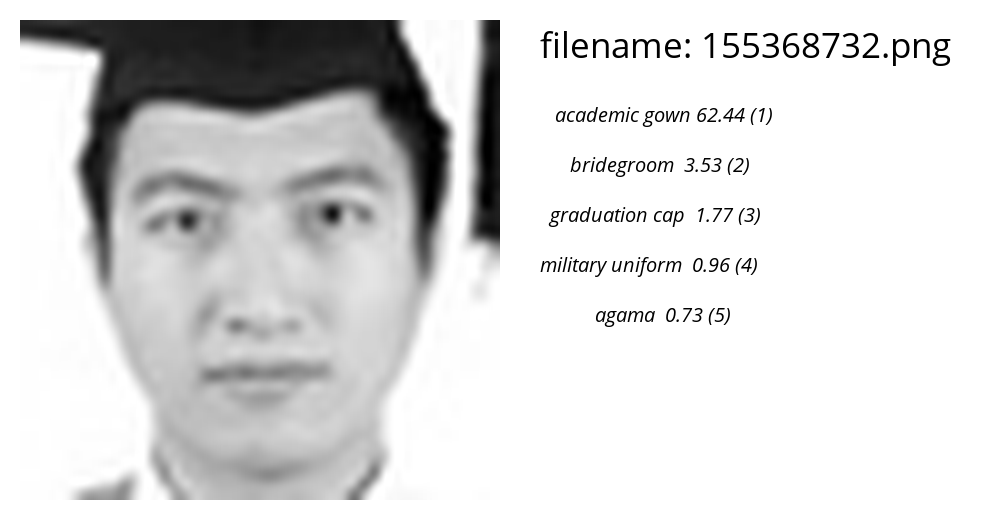 filename: 155368732.png
academic gown 62.44 (1)
bridegroom 3.53 (2)
graduation cap 1.77 (3)
military uniform 0.96 (4)
agama 0.73 (5)